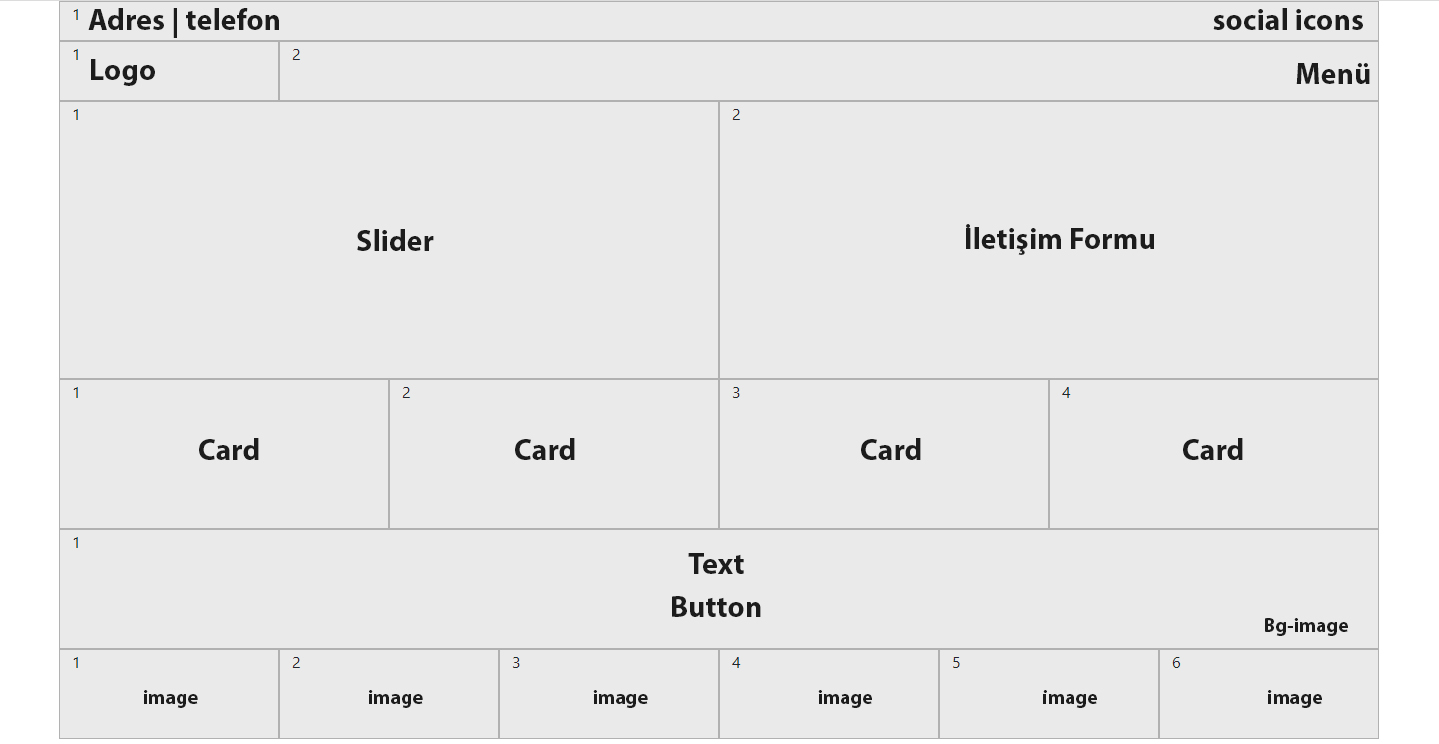 1 Adres | telefon social icons
1 Logo 2 Menü
1 2
Slider İletişim Formu
1 2 3 4
Card Card Card Card
1
Text
Button
Bg-image
1 2 3 4 5 6
image image image image image image